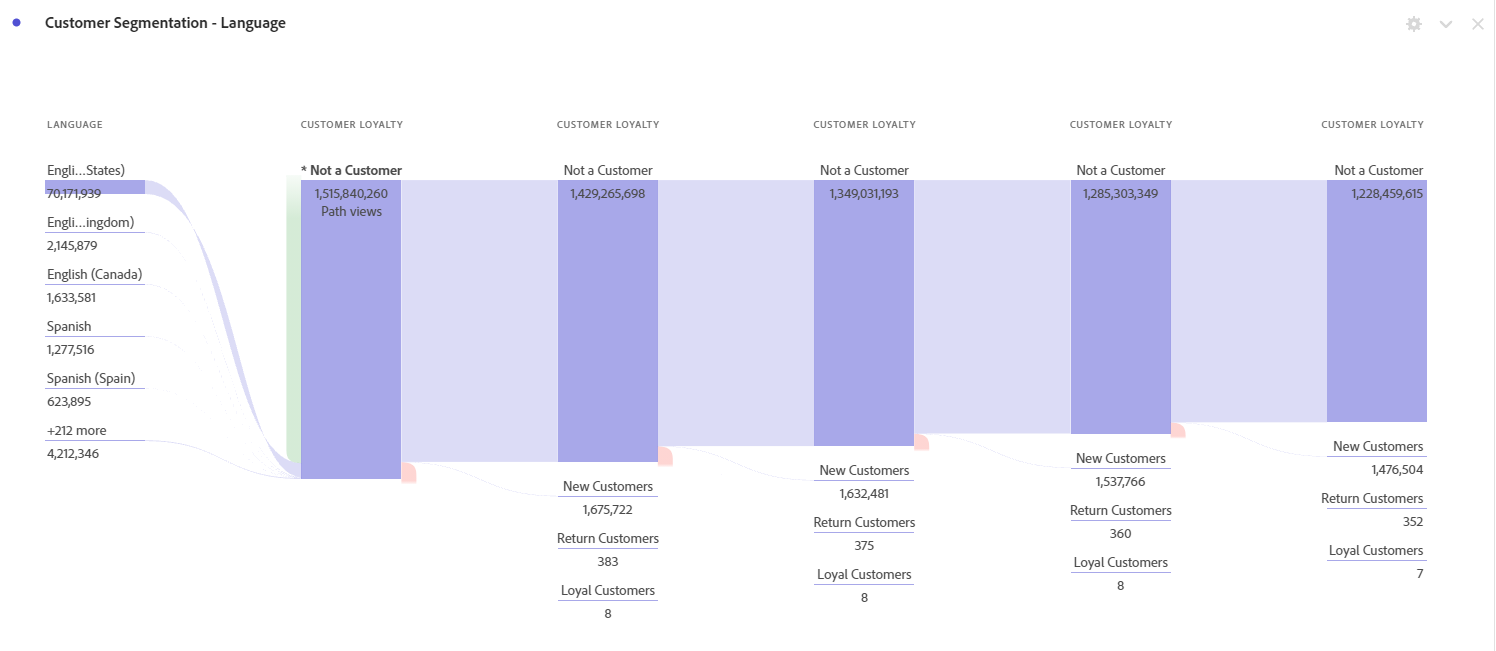 Customer Segmentation - Language
LANGUAGE
CUSTOMER LOYALTY
CUSTOMER LOYALTY
CUSTOMER LOYALTY
CUSTOMER LOYALTY
CUSTOMER LOYALTY
Engli...States)
70,171,939
Engli...ingdom)
2,145,879
English (Canada)
1,633,581
Spanish
1,277,516
Spanish (Spain)
623,895
+212 more
4,212,346
* Not a Customer
1,515,840,260
Path views
Not a Customer
1,429,265,698
New Customers
1,675,722
Return Customers
383
Loyal Customers
8
Not a Customer
1,349,031,193
New Customers
1,632,481
Return Customers
375
Loyal Customers
8
Not a Customer
1,285,303,349
New Customers
1,537,766
Return Customers
360
Loyal Customers
8
Not a Customer
1,228,459,615
New Customers
1,476,504
Return Customers
352
Loyal Customers
7